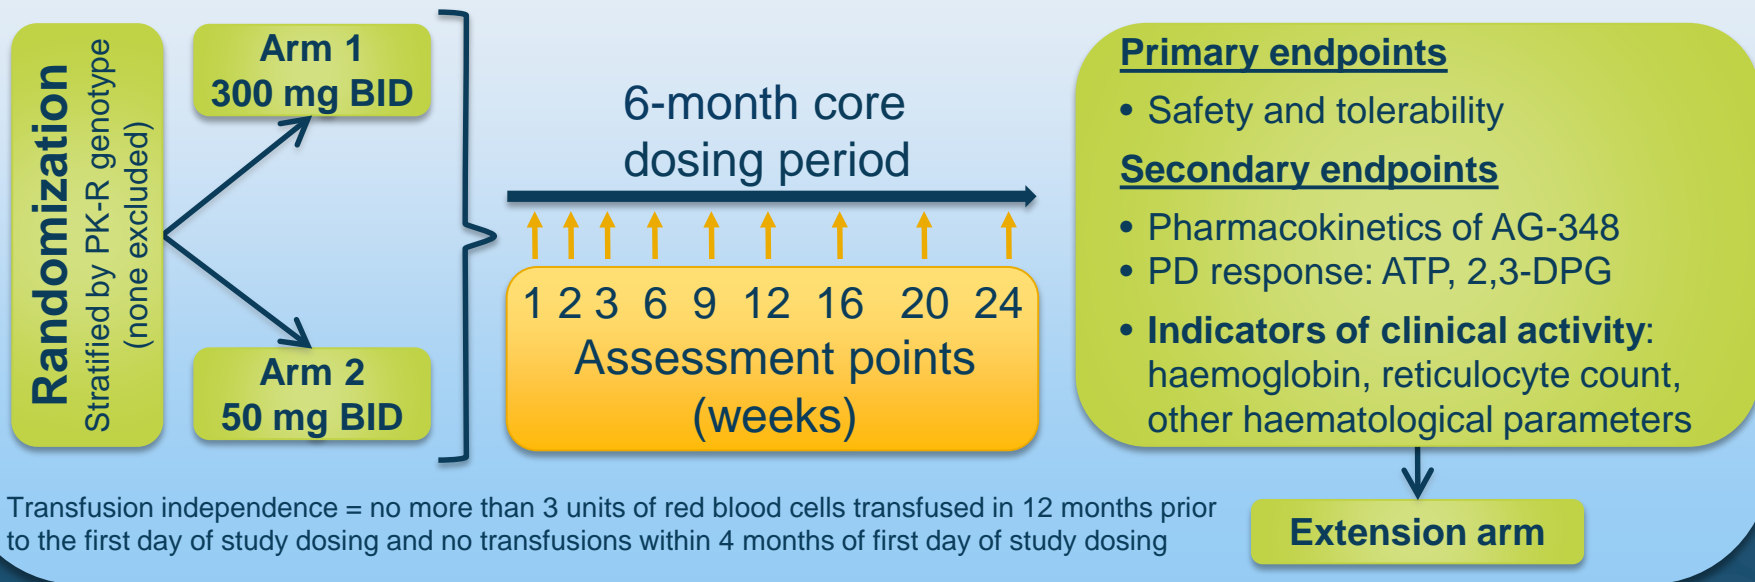 Randomization
Stratified by PK-R genotype
(none excluded)
Arm 1
300 mg BID
Arm 2
50 mg BID
6-month core
dosing period
1 2 3 6 9 12 16 20 24
Assessment points
(weeks)
Primary endpoints
• Safety and tolerability
Secondary endpoints
• Pharmacokinetics of AG-348
• PD response: ATP, 2,3-DPG
• Indicators of clinical activity:
haemoglobin, reticulocyte count,
other haematological parameters
Extension arm
Transfusion independence = no more than 3 units of red blood cells transfused in 12 months prior
to the first day of study dosing and no transfusions within 4 months of first day of study dosing